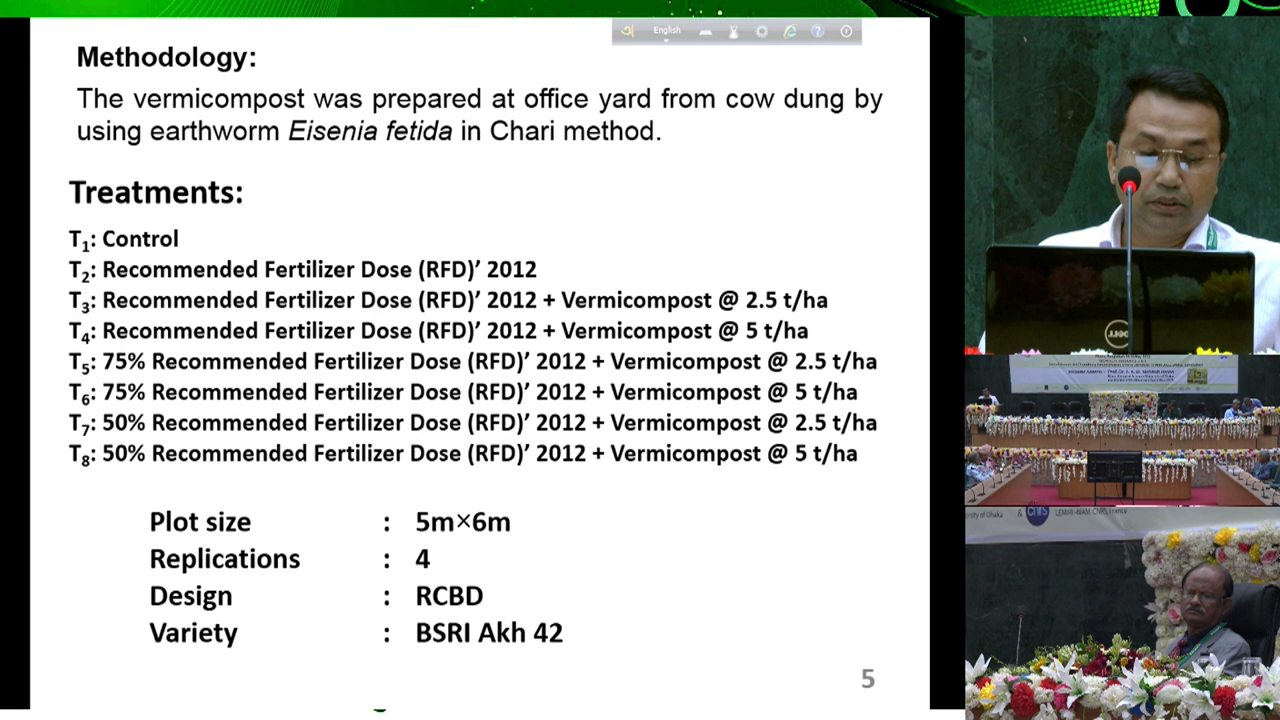 English
Methodology:
The vermicompost was prepared at office yard from cow dung by
using earthworm Eisenia fetida in Chari method.
Treatments:
T₁: Control
T₂: Recommended Fertilizer Dose (RFD)’ 2012
T₃: Recommended Fertilizer Dose (RFD)’ 2012 + Vermicompost @ 2.5 t/ha
T₄: Recommended Fertilizer Dose (RFD)’ 2012 + Vermicompost @ 5 t/ha
T₅: 75% Recommended Fertilizer Dose (RFD)’ 2012 + Vermicompost @ 2.5 t/ha
T₆: 75% Recommended Fertilizer Dose (RFD)’ 2012 + Vermicompost @ 5 t/ha
T₇: 50% Recommended Fertilizer Dose (RFD)’ 2012 + Vermicompost @ 2.5 t/ha
T₈: 50% Recommended Fertilizer Dose (RFD)’ 2012 + Vermicompost @ 5 t/ha
Plot size : 5m×6m
Replications : 4
Design : RCBD
Variety : BSRI Akh 42
5
DELL
& cnrs